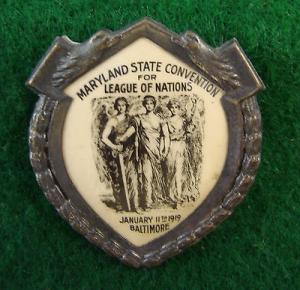 MARYLAND STATE CONVENTION
FOR
LEAGUE OF NATIONS
JANUARY 11TH 1919
BALTIMORE